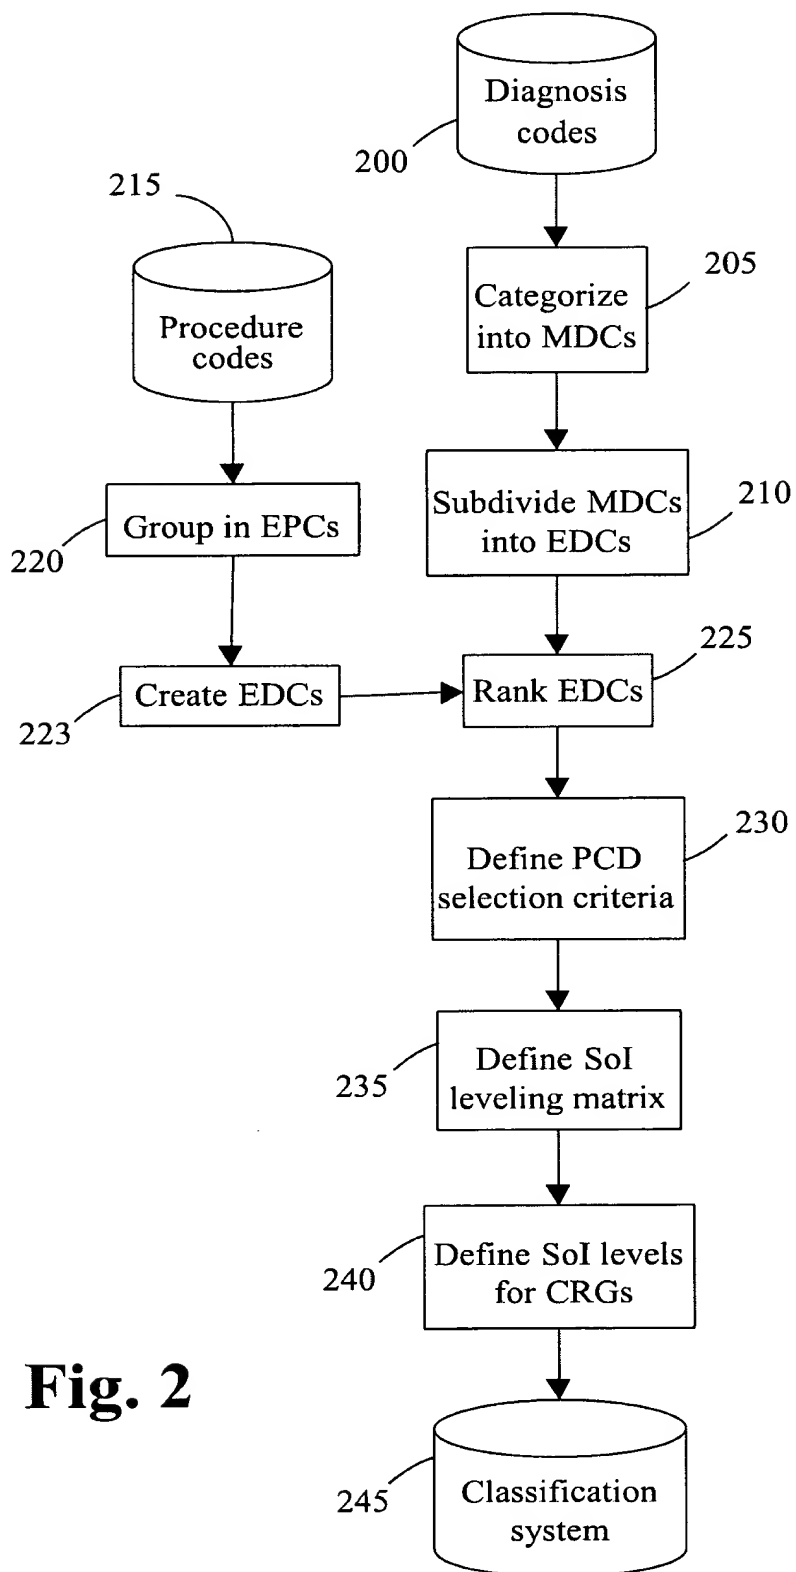 Diagnosis
codes
200
215
Procedure
codes
205
Categorize
into MDCs
210
Subdivide MDCs
into EDCs
Group in EPCs
220
225
Create EDCs
Rank EDCs
223
230
Define PCD
selection criteria
Define SoI
leveling matrix
235
Define SoI levels
for CRGs
240
Fig. 2
Classification
system
245